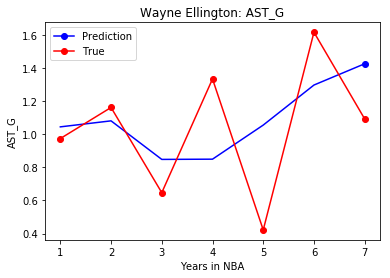 Wayne Ellington: AST_G
Prediction
True
1.6
1.4
1.2
1.0
0.8
0.6
0.4
AST_G
1 2 3 4 5 6 7
Years in NBA